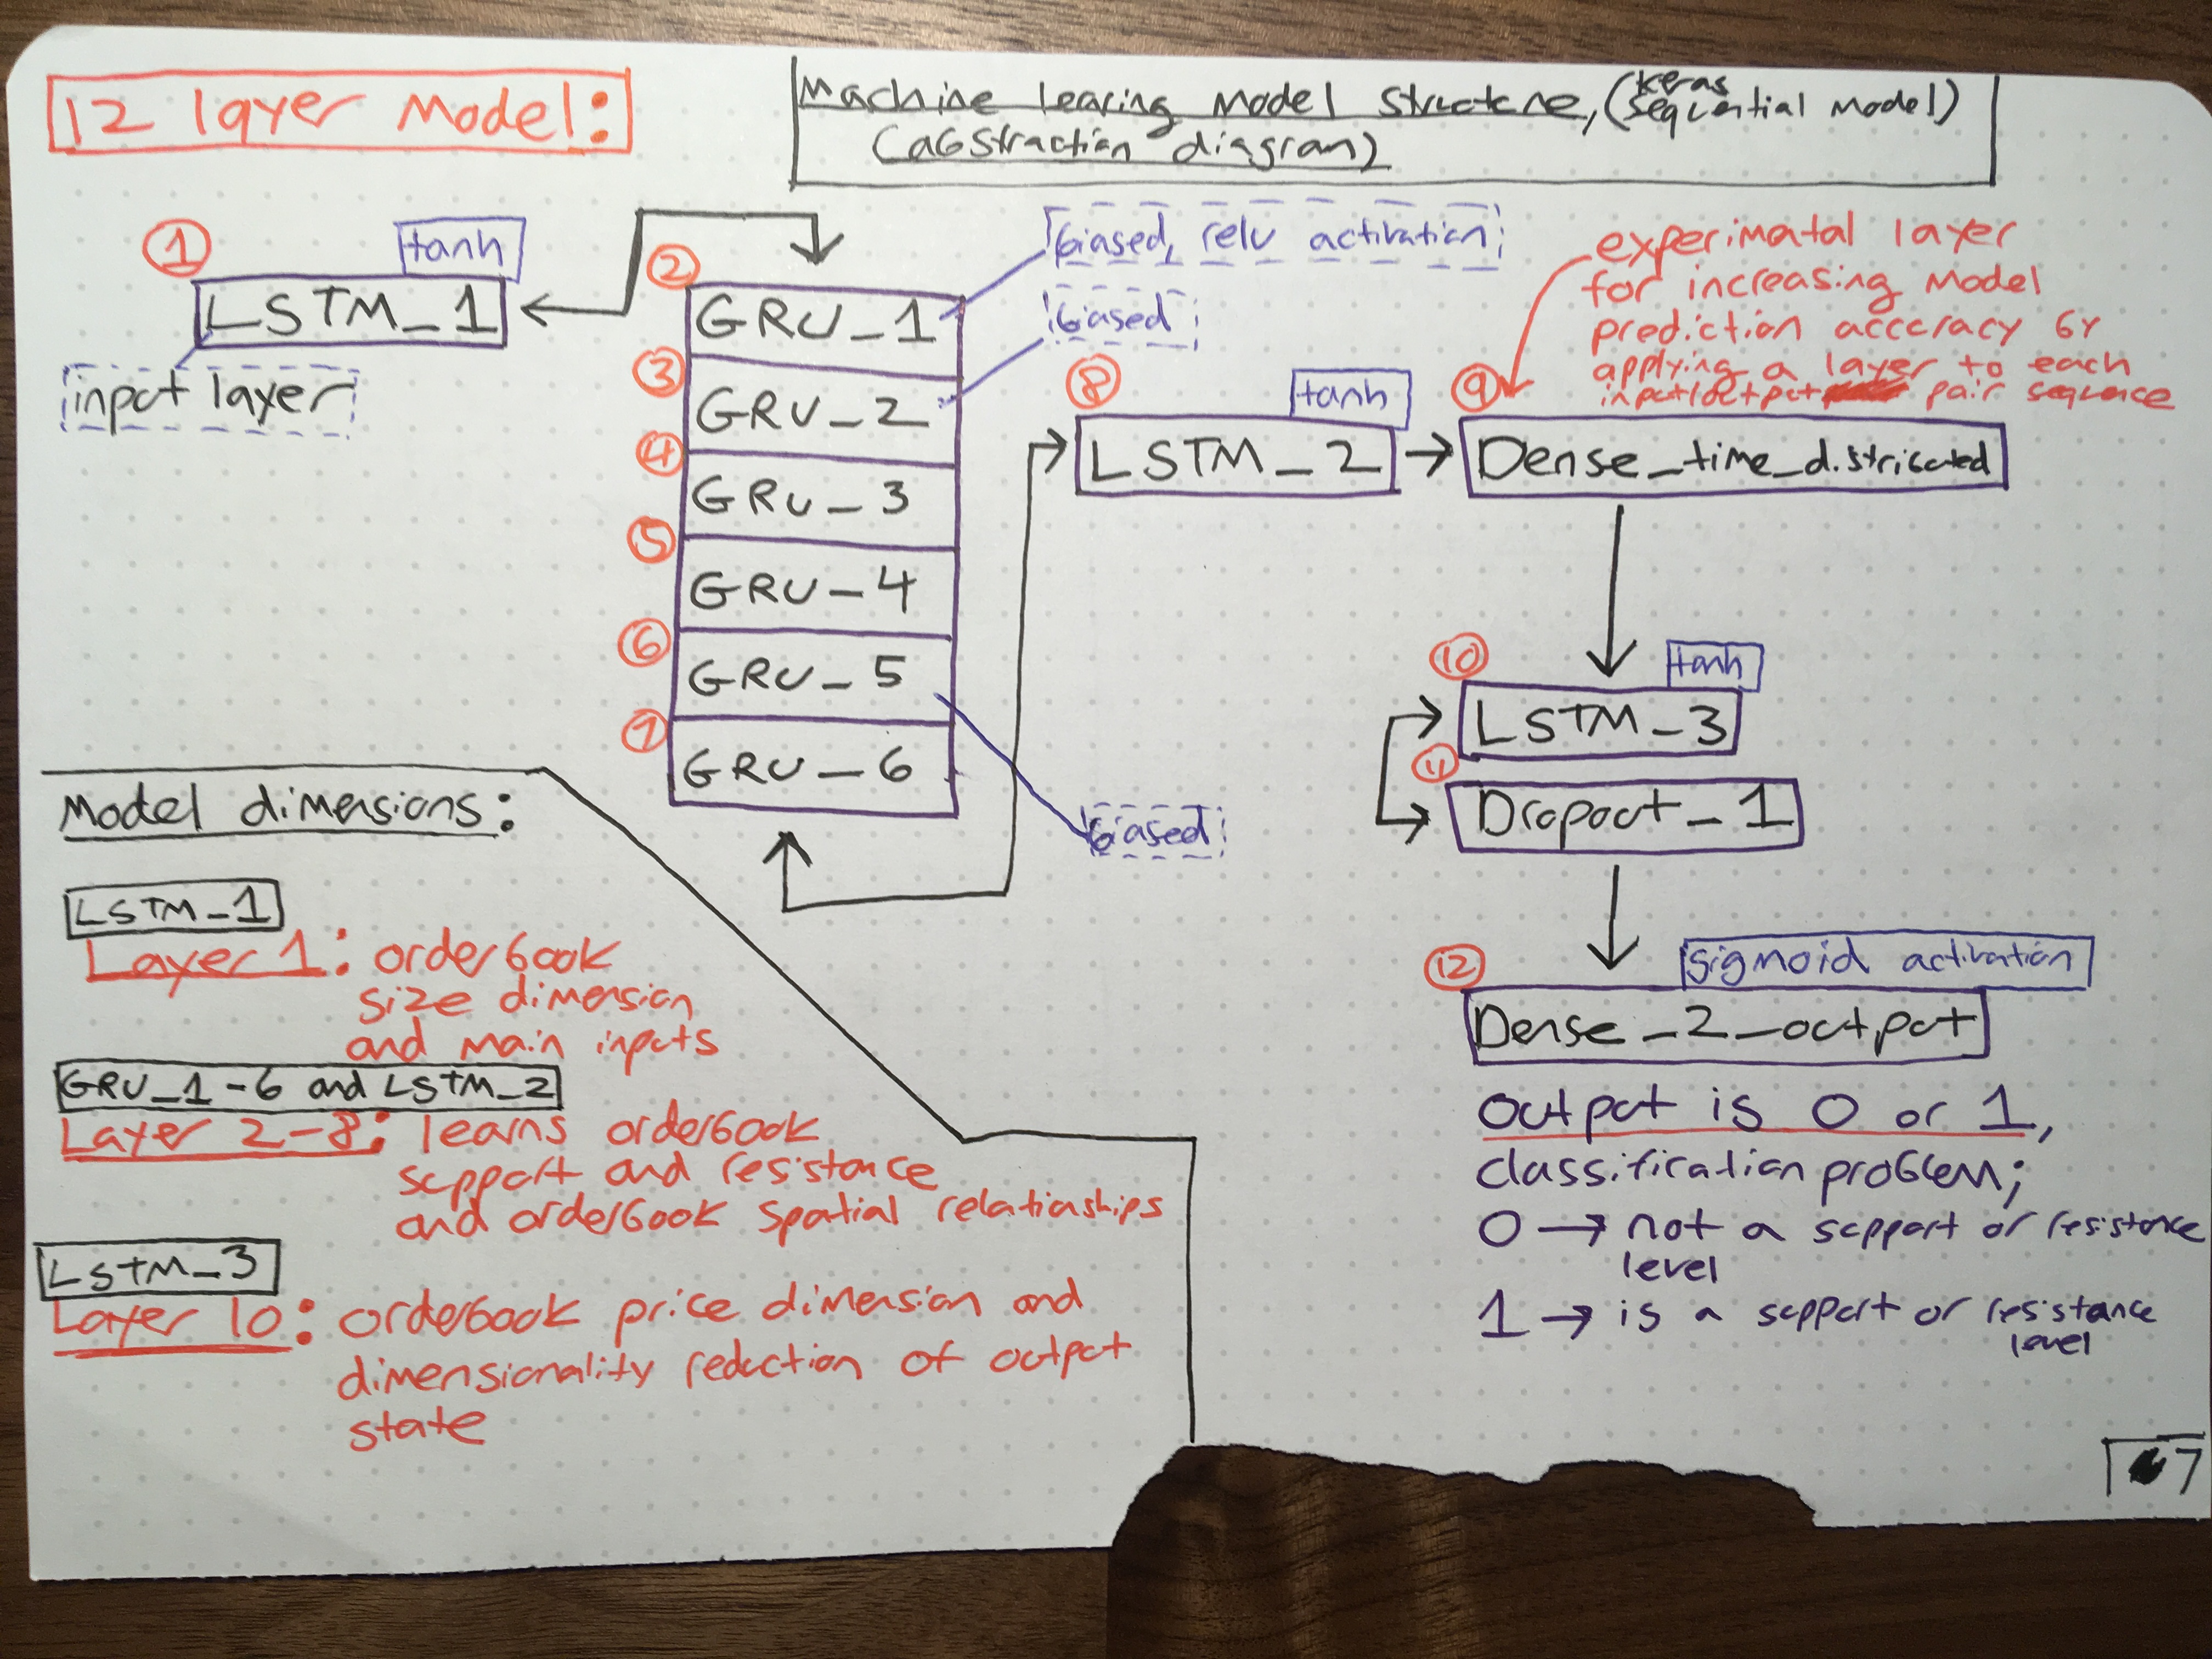 12 layer Model:
Machine learing model structure, (keras
sequential model)
(abstraction diagram)
1
tanh
LSTM_1
input layer
2
GRU_1
biased, relu activation
3
GRU_2
biased
4
GRU_3
5
GRU_4
6
GRU_5
biased
7
GRU_6
8
tanh
LSTM_2
experimatal layer
for increasing model
prediction accuracy by
applying a layer to each
input/output pair sequence
9
Dense_time_distributed
10
tanh
LSTM_3
11
Dropout_1
12
sigmoid activation
Dense_2_output
output is 0 or 1,
classification problem;
0 → not a support or resistance
level
1 → is a support or resistance
level
Model dimensions:
LSTM_1
Layer 1: orderbook
size dimension
and main inputs
GRU_1-6 and LSTM_2
Layer 2-8: learns orderbook
support and resistance
and orderbook spatial relationships
LSTM_3
Layer 10: orderbook price dimension and
dimensionality reduction of output
state
7